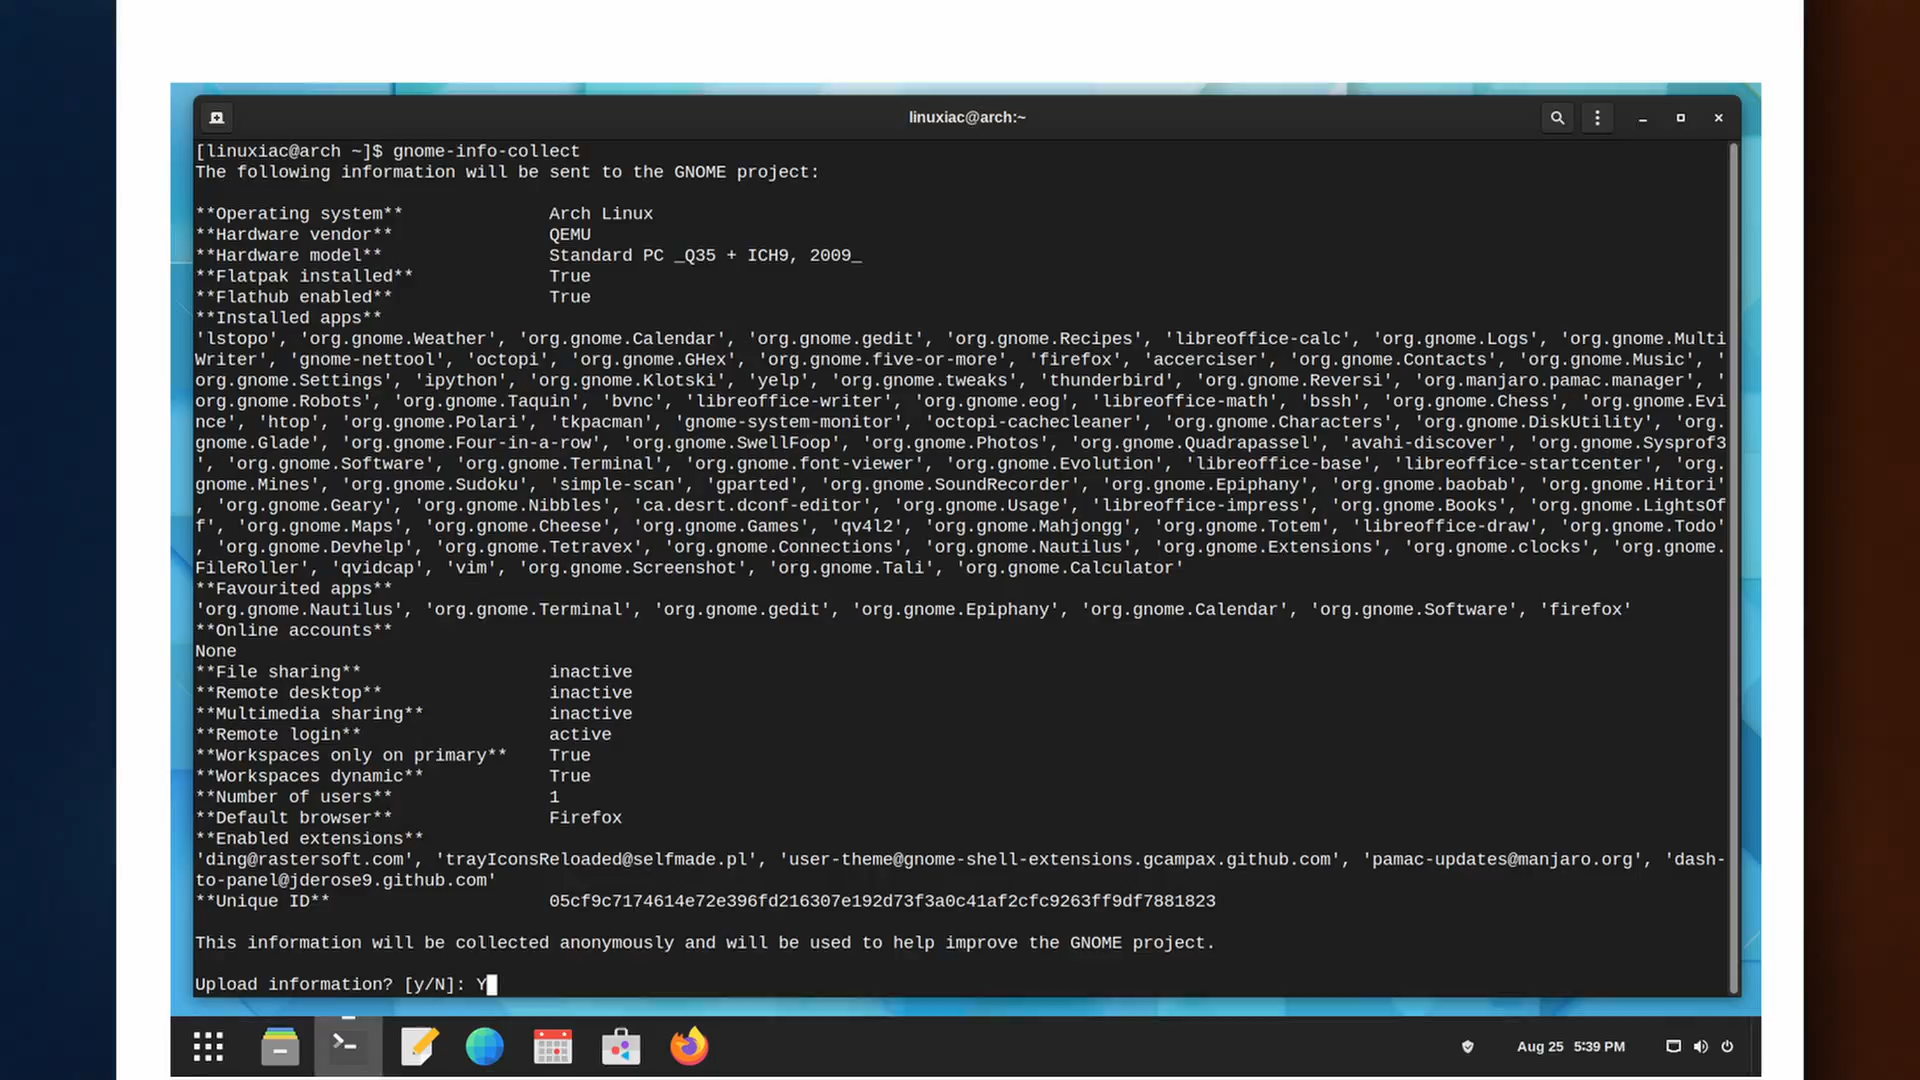 linuxiac@arch:~
[linuxiac@arch ~]$ gnome-info-collect
The following information will be sent to the GNOME project:
**Operating system** Arch Linux
**Hardware vendor** QEMU
**Hardware model** Standard PC _Q35 + ICH9, 2009_
**Flatpak installed** True
**Flathub enabled** True
**Installed apps**
'lstopo', 'org.gnome.Weather', 'org.gnome.Calendar', 'org.gnome.gedit', 'org.gnome.Recipes', 'libreoffice-calc', 'org.gnome.Logs', 'org.gnome.Multi
Writer', 'gnome-nettool', 'octopi', 'org.gnome.GHex', 'org.gnome.five-or-more', 'firefox', 'accerciser', 'org.gnome.Contacts', 'org.gnome.Music', '
org.gnome.Settings', 'ipython', 'org.gnome.Klotski', 'yelp', 'org.gnome.tweaks', 'thunderbird', 'org.gnome.Reversi', 'org.manjaro.pamac.manager', '
org.gnome.Robots', 'org.gnome.Taquin', 'bvnc', 'libreoffice-writer', 'org.gnome.eog', 'libreoffice-math', 'bssh', 'org.gnome.Chess', 'org.gnome.Evi
nce', 'htop', 'org.gnome.Polari', 'tkpacman', 'gnome-system-monitor', 'octopi-cachecleaner', 'org.gnome.Characters', 'org.gnome.DiskUtility', 'org.
gnome.Glade', 'org.gnome.Four-in-a-row', 'org.gnome.SwellFoop', 'org.gnome.Photos', 'org.gnome.Quadrapassel', 'avahi-discover', 'org.gnome.Sysprof3
', 'org.gnome.Software', 'org.gnome.Terminal', 'org.gnome.font-viewer', 'org.gnome.Evolution', 'libreoffice-base', 'libreoffice-startcenter', 'org.
gnome.Mines', 'org.gnome.Sudoku', 'simple-scan', 'gparted', 'org.gnome.SoundRecorder', 'org.gnome.Epiphany', 'org.gnome.baobab', 'org.gnome.Hitori'
, 'org.gnome.Geary', 'org.gnome.Nibbles', 'ca.desrt.dconf-editor', 'org.gnome.Usage', 'libreoffice-impress', 'org.gnome.Books', 'org.gnome.LightsOf
f', 'org.gnome.Maps', 'org.gnome.Cheese', 'org.gnome.Games', 'qv4l2', 'org.gnome.Mahjongg', 'org.gnome.Totem', 'libreoffice-draw', 'org.gnome.Todo'
, 'org.gnome.Devhelp', 'org.gnome.Tetravex', 'org.gnome.Connections', 'org.gnome.Nautilus', 'org.gnome.Extensions', 'org.gnome.clocks', 'org.gnome.
FileRoller', 'qvidcap', 'vim', 'org.gnome.Screenshot', 'org.gnome.Tali', 'org.gnome.Calculator'
**Favourited apps**
'org.gnome.Nautilus', 'org.gnome.Terminal', 'org.gnome.gedit', 'org.gnome.Epiphany', 'org.gnome.Calendar', 'org.gnome.Software', 'firefox'
**Online accounts**
None
**File sharing** inactive
**Remote desktop** inactive
**Multimedia sharing** inactive
**Remote login** active
**Workspaces only on primary** True
**Workspaces dynamic** True
**Number of users** 1
**Default browser** Firefox
**Enabled extensions**
'ding@rastersoft.com', 'trayIconsReloaded@selfmade.pl', 'user-theme@gnome-shell-extensions.gcampax.github.com', 'pamac-updates@manjaro.org', 'dash-
to-panel@jderose9.github.com'
**Unique ID** 05cf9c7174614e72e396fd216307e192d73f3a0c41af2cfc9263ff9df7881823
This information will be collected anonymously and will be used to help improve the GNOME project.
Upload information? [y/N]: Y
Aug 25 5:39 PM